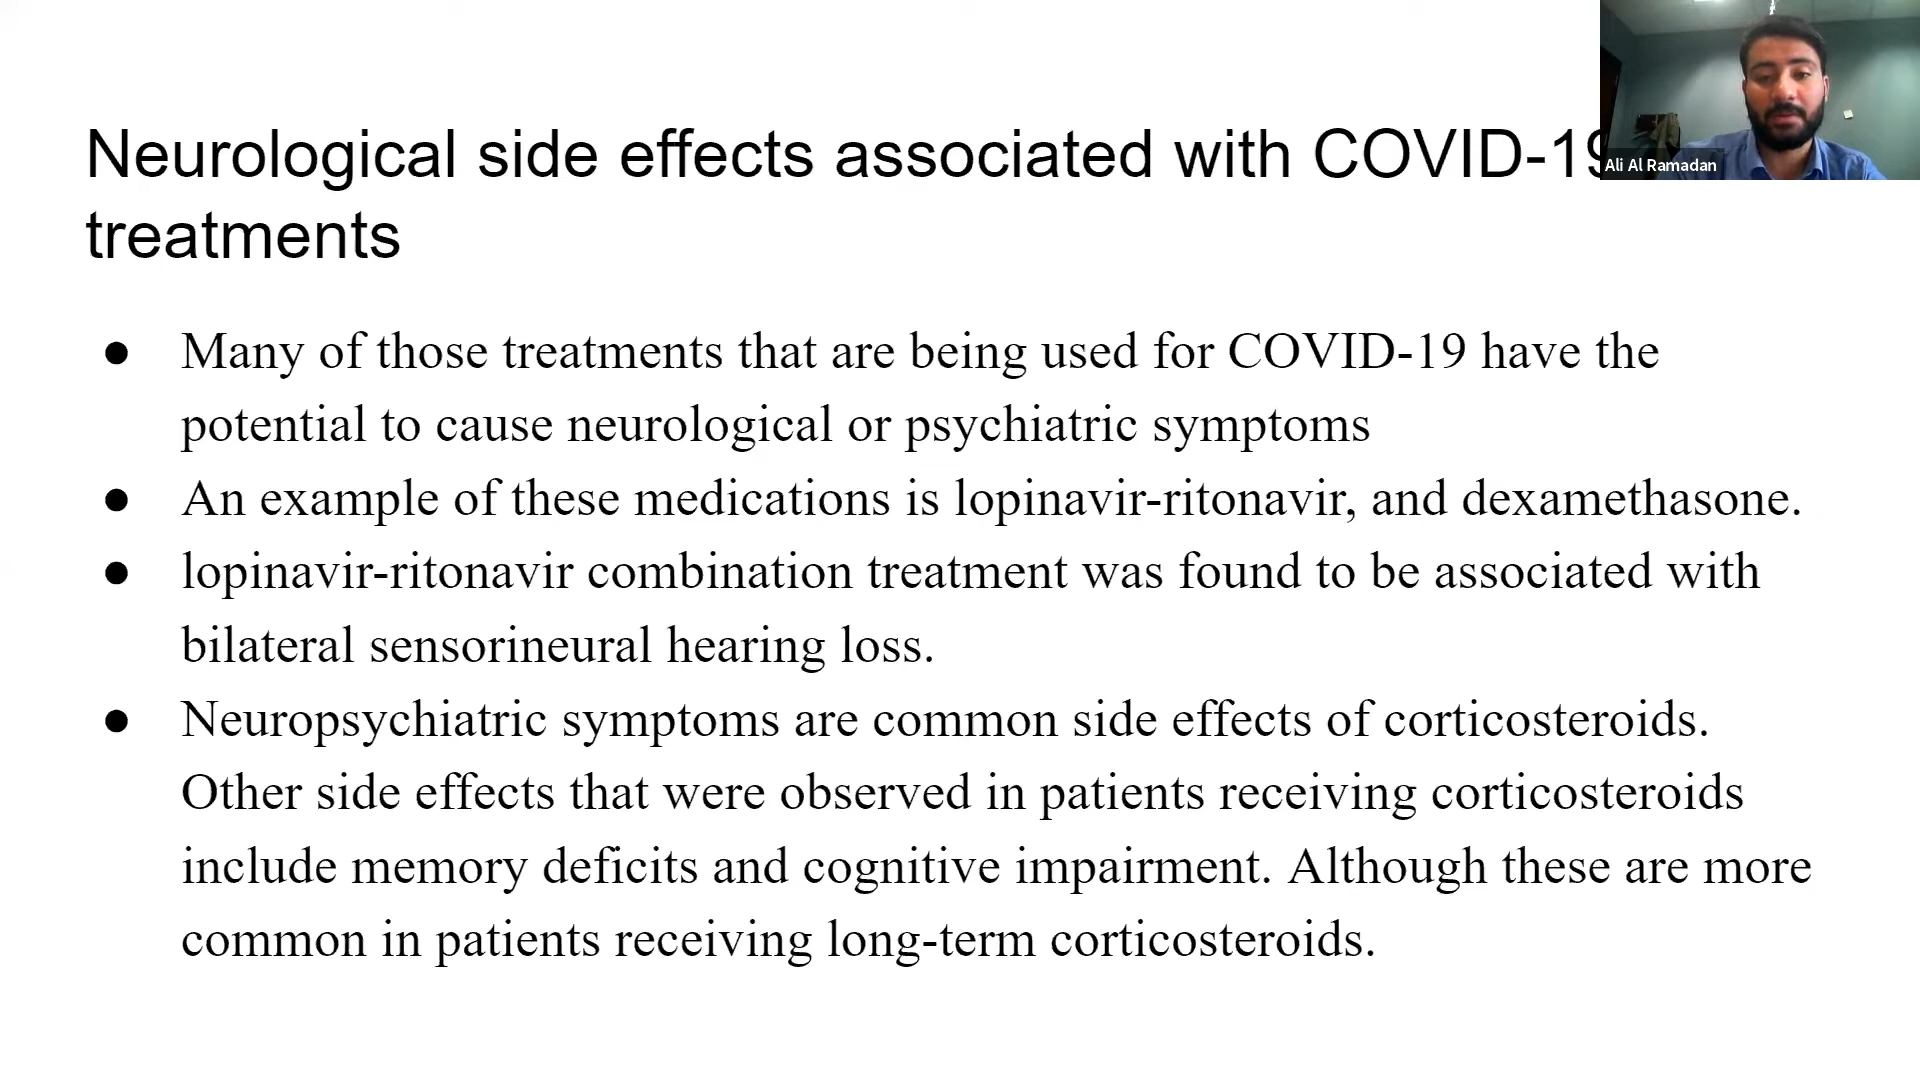 Neurological side effects associated with COVID-19
treatments
Ali Al Ramadan
● Many of those treatments that are being used for COVID-19 have the
potential to cause neurological or psychiatric symptoms
● An example of these medications is lopinavir-ritonavir, and dexamethasone.
● lopinavir-ritonavir combination treatment was found to be associated with
bilateral sensorineural hearing loss.
● Neuropsychiatric symptoms are common side effects of corticosteroids.
Other side effects that were observed in patients receiving corticosteroids
include memory deficits and cognitive impairment. Although these are more
common in patients receiving long-term corticosteroids.